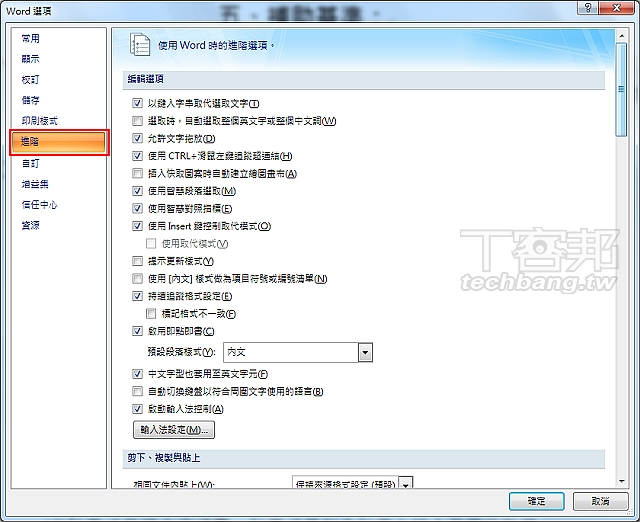 五、補助基準：
Word 選項
常用
顯示
校訂
儲存
印刷樣式
進階
自訂
增益集
信任中心
資源
使用 Word 時的進階選項。
編輯選項
以鍵入字串取代選取文字(T)
選取時，自動選取整個英文字或整個中文詞(W)
允許文字拖放(D)
使用 CTRL+滑鼠左鍵追蹤超連結(H)
插入快取圖案時自動建立繪圖畫布(A)
使用智慧段落選取(M)
使用智慧對照指標(E)
使用 Insert 鍵控制取代模式(O)
使用取代模式(V)
提示更新樣式(Y)
使用 [內文] 樣式做為項目符號或編號清單(N)
持續追蹤格式設定(E)
標記格式不一致(F)
啟用即點即書(C)
預設段落樣式(Y): 內文
中文字型也套用至英文字元(F)
自動切換鍵盤以符合周圍文字使用的語言(B)
啟動輸入法控制(A)
輸入法設定(M)...
剪下、複製與貼上
相同文件內貼上(W): 保持來源格式設定 (預設)
確定
取消
T客邦
techbang.tw